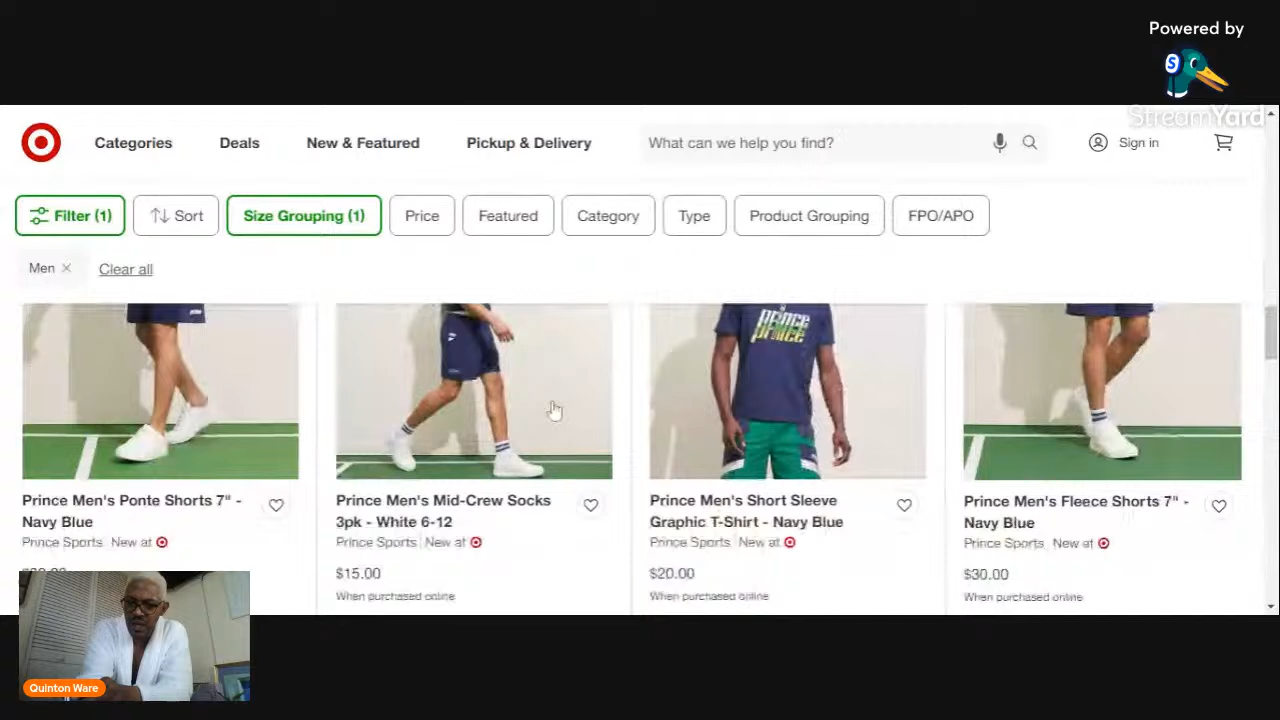 Powered by
S
StreamYard
Categories
Deals
New & Featured
Pickup & Delivery
What can we help you find?
Sign in
Filter (1)
Sort
Size Grouping (1)
Price
Featured
Category
Type
Product Grouping
FPO/APO
Men
Clear all
prince
prince
Prince Men's Ponte Shorts 7" -
Navy Blue
Prince Sports New at
Prince Men's Mid-Crew Socks
3pk - White 6-12
Prince Sports New at
$15.00
When purchased online
Prince Men's Short Sleeve
Graphic T-Shirt - Navy Blue
Prince Sports New at
$20.00
When purchased online
Prince Men's Fleece Shorts 7" -
Navy Blue
Prince Sports New at
$30.00
When purchased online
Quinton Ware